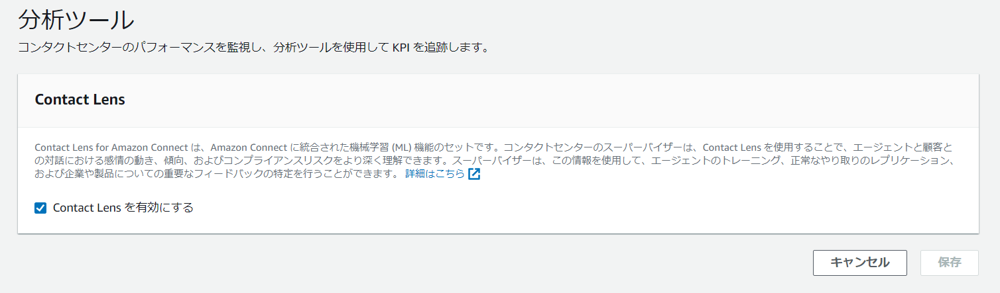 分析ツール
コンタクトセンターのパフォーマンスを監視し、分析ツールを使用して KPI を追跡します。
Contact Lens
Contact Lens for Amazon Connect は、Amazon Connect に統合された機械学習 (ML) 機能のセットです。コンタクトセンターのスーパーバイザーは、Contact Lens を使用することで、エージェントと顧客と
の対話における感情の動き、傾向、およびコンプライアンスリスクをより深く理解できます。スーパーバイザーは、この情報を使用して、エージェントのトレーニング、正常なやり取りのレプリケーション、
および企業や製品についての重要なフィードバックの特定を行うことができます。 詳細はこちら
Contact Lens を有効にする
キャンセル
保存